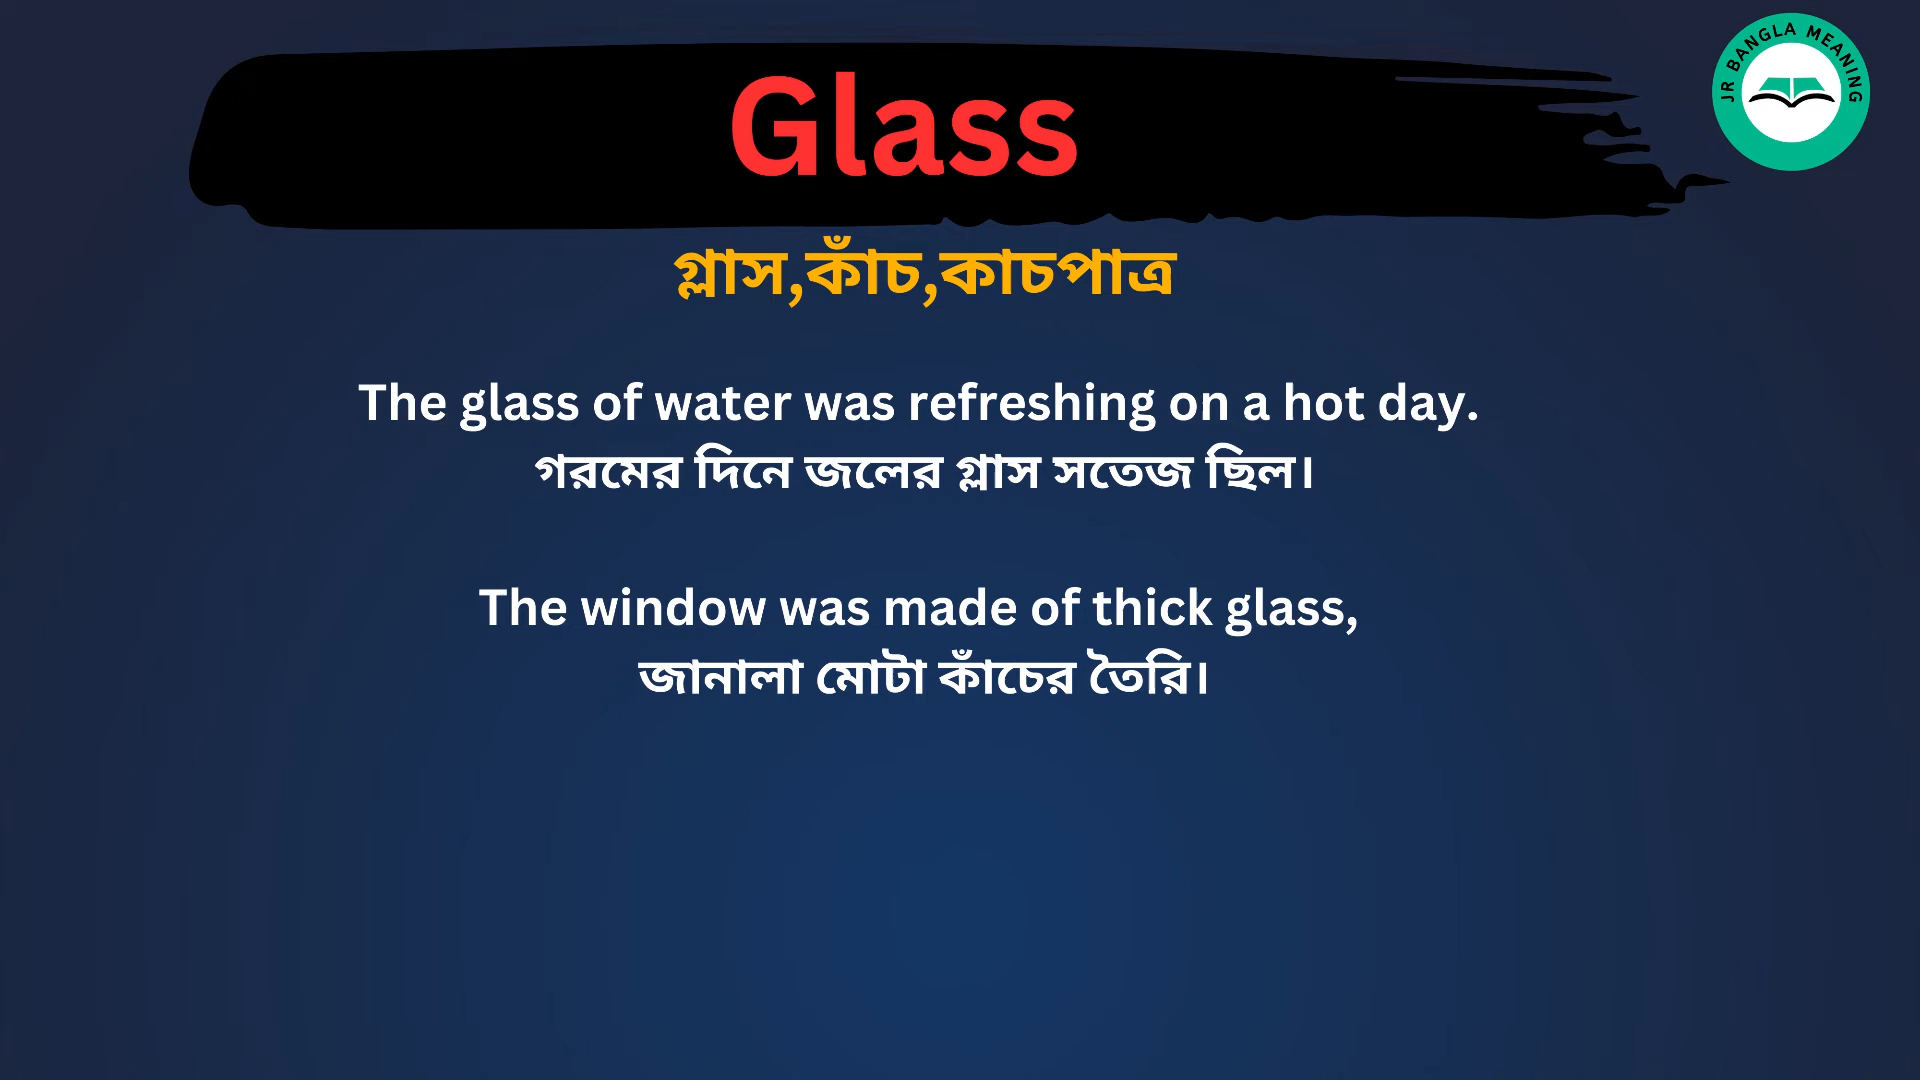 Glass
JR BANGLA MEANING
গ্লাস,কাঁচ,কাচপাত্র
The glass of water was refreshing on a hot day.
গরমের দিনে জলের গ্লাস সতেজ ছিল।
The window was made of thick glass,
জানালা মোটা কাঁচের তৈরি।